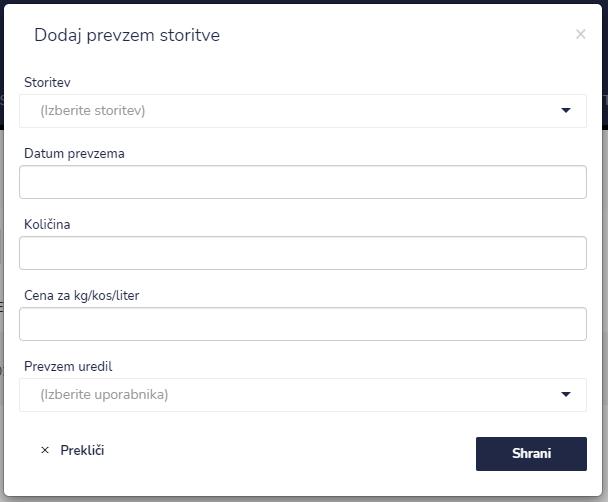 Dodaj prevzem storitve ×
Storitev
(Izberite storitev)
Datum prevzema
Količina
Cena za kg/kos/liter
Prevzem uredil
(Izberite uporabnika)
× Prekliči Shrani